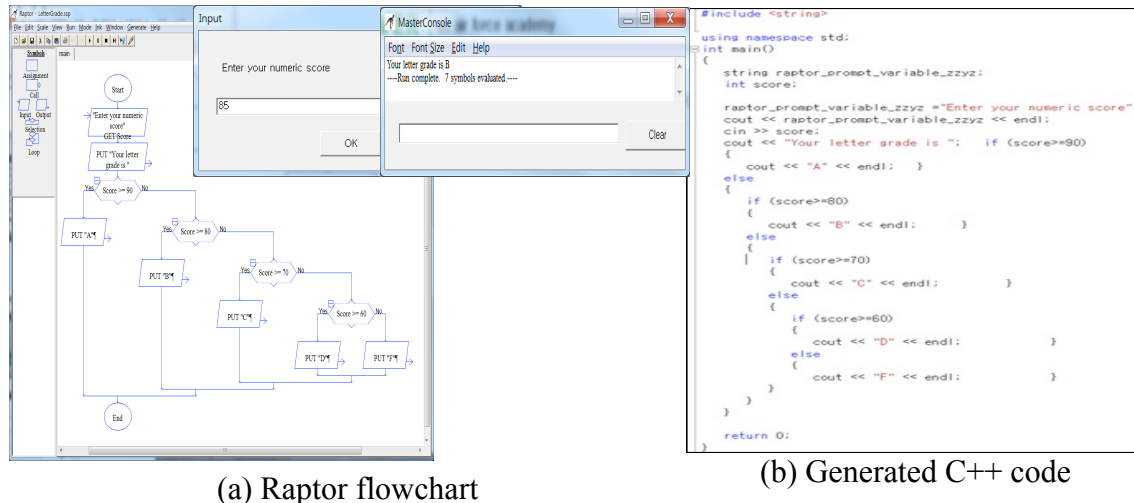 Raptor - LetterGrade.rap
File Edit Scale View Run Mode Ink Window Generate Help
Symbols
Assignment
Call
Input Output
Selection
Loop
main
Start
"Enter your numeric
score"
GET Score
PUT "Your letter
grade is "
Score >= 90
Yes
No
PUT "A"¶
Score >= 80
Yes
No
PUT "B"¶
Score >= 70
Yes
No
PUT "C"¶
Score >= 60
Yes
No
PUT "D"¶
PUT "F"¶
End
Input
Enter your numeric score
85
OK
air force academy
MasterConsole
Font Font Size Edit Help
Your letter grade is B
----Run complete. 7 symbols evaluated.----
Clear
(a) Raptor flowchart
#include <string>
using namespace std;
int main()
{
string raptor_prompt_variable_zzyz;
int score;
raptor_prompt_variable_zzyz ="Enter your numeric score"
cout << raptor_prompt_variable_zzyz << endl;
cin >> score;
cout << "Your letter grade is "; if (score>=90)
{
cout << "A" << endl; }
else
{
if (score>=80)
{
cout << "B" << endl; }
else
{
if (score>=70)
{
cout << "C" << endl; }
else
{
if (score>=60)
{
cout << "D" << endl; }
else
{
cout << "F" << endl; }
}
}
}
return 0;
}
(b) Generated C++ code